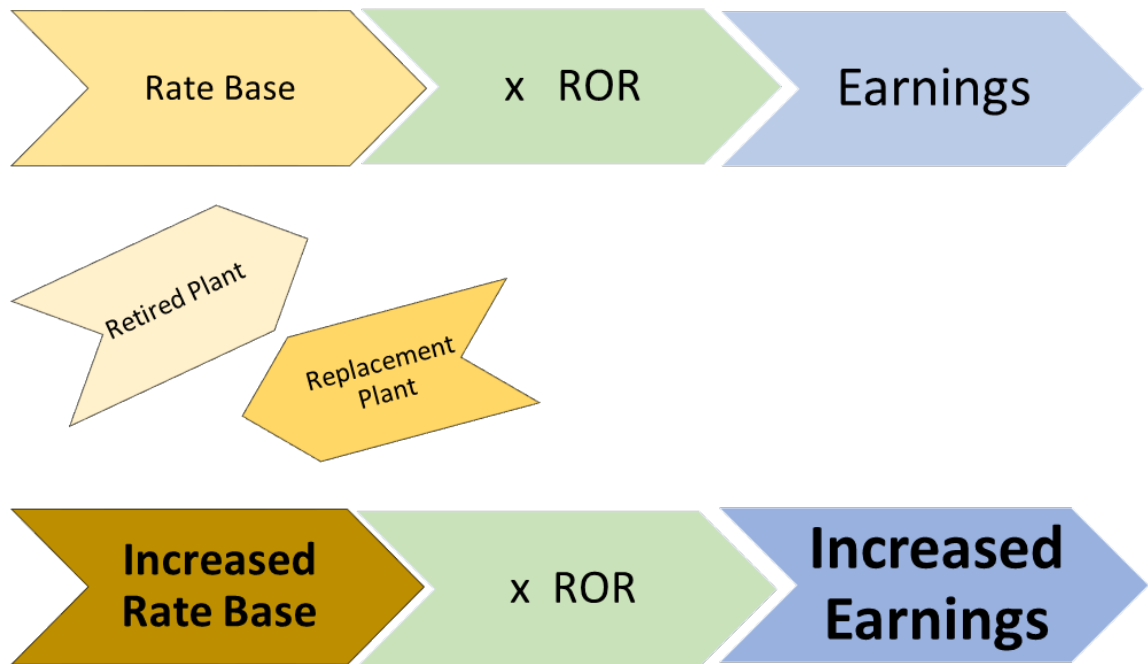 Rate Base
x ROR
Earnings
Retired Plant
Replacement
Plant
Increased
Rate Base
x ROR
Increased
Earnings